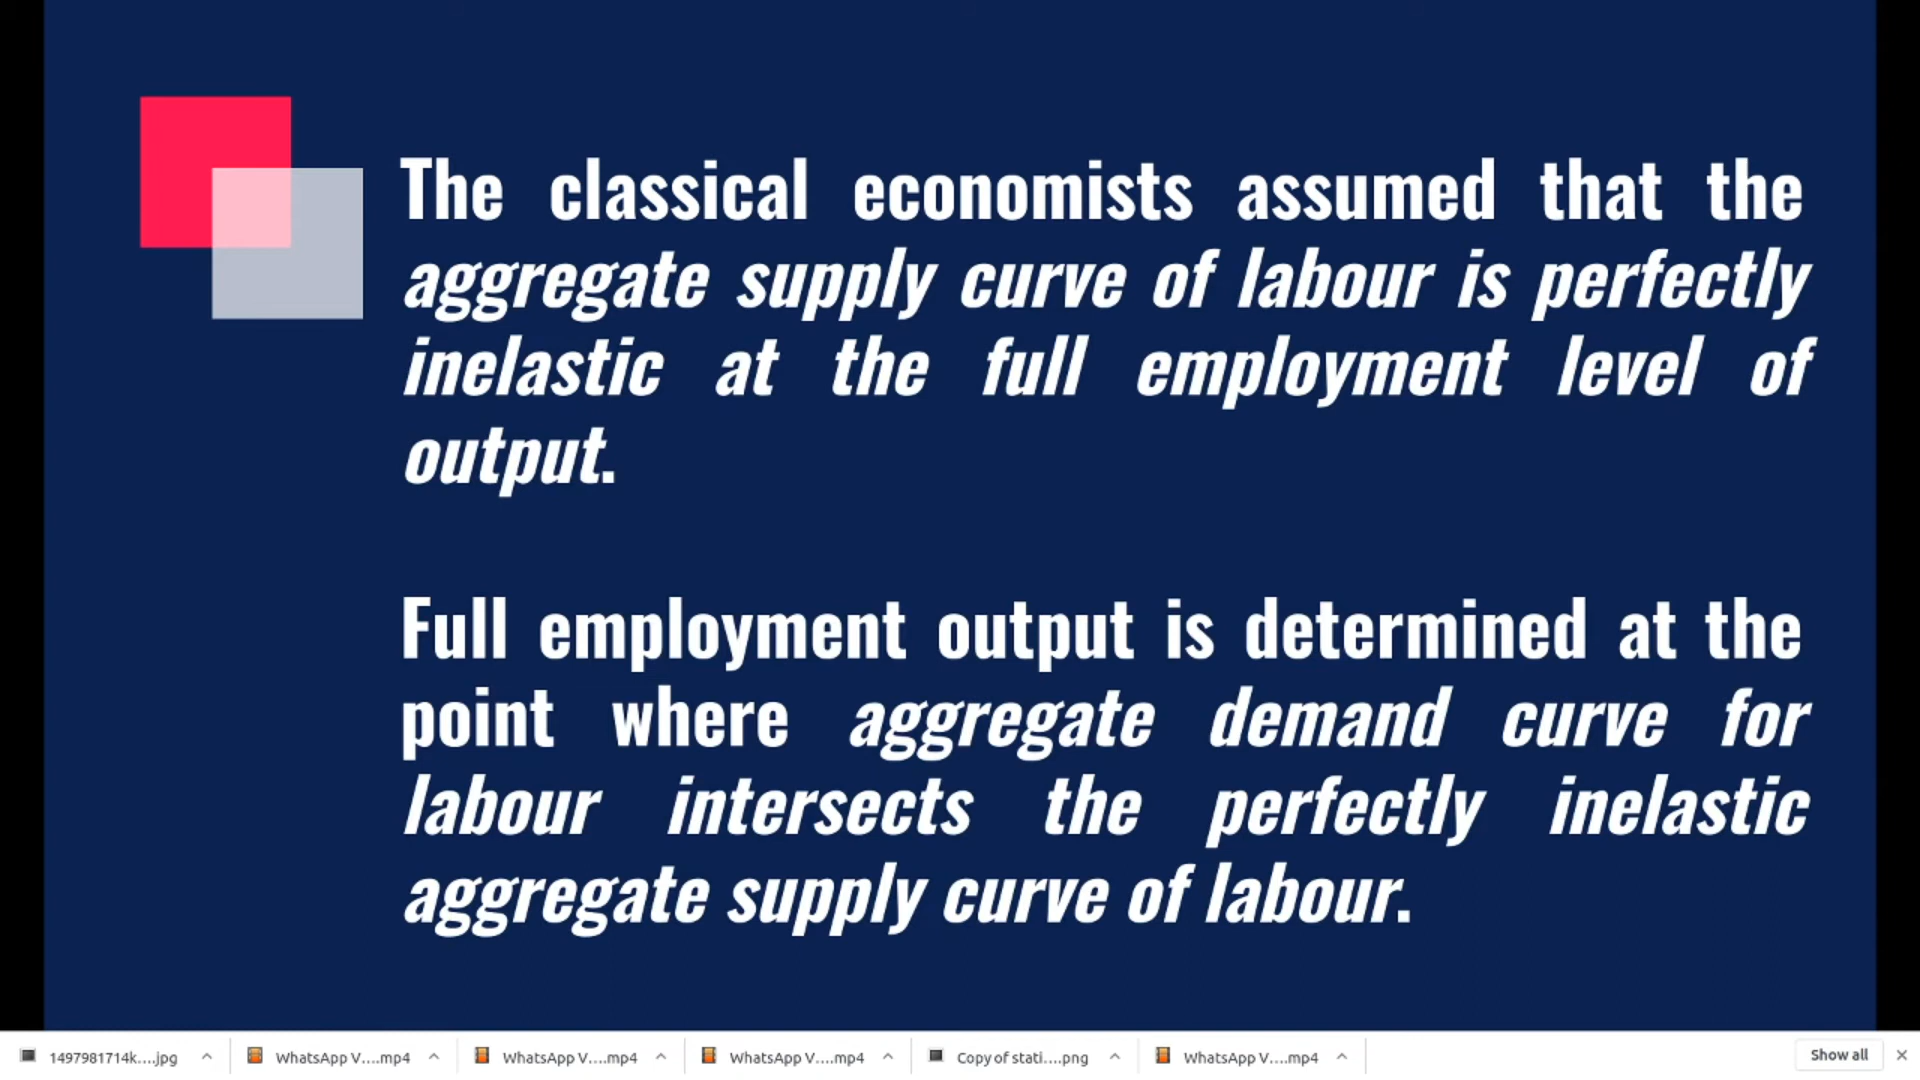 The classical economists assumed that the
aggregate supply curve of labour is perfectly
inelastic at the full employment level of
output.
Full employment output is determined at the
point where aggregate demand curve for
labour intersects the perfectly inelastic
aggregate supply curve of labour.
1497981714k....jpg WhatsApp V....mp4 WhatsApp V....mp4 WhatsApp V....mp4 Copy of stati....png WhatsApp V....mp4 Show all